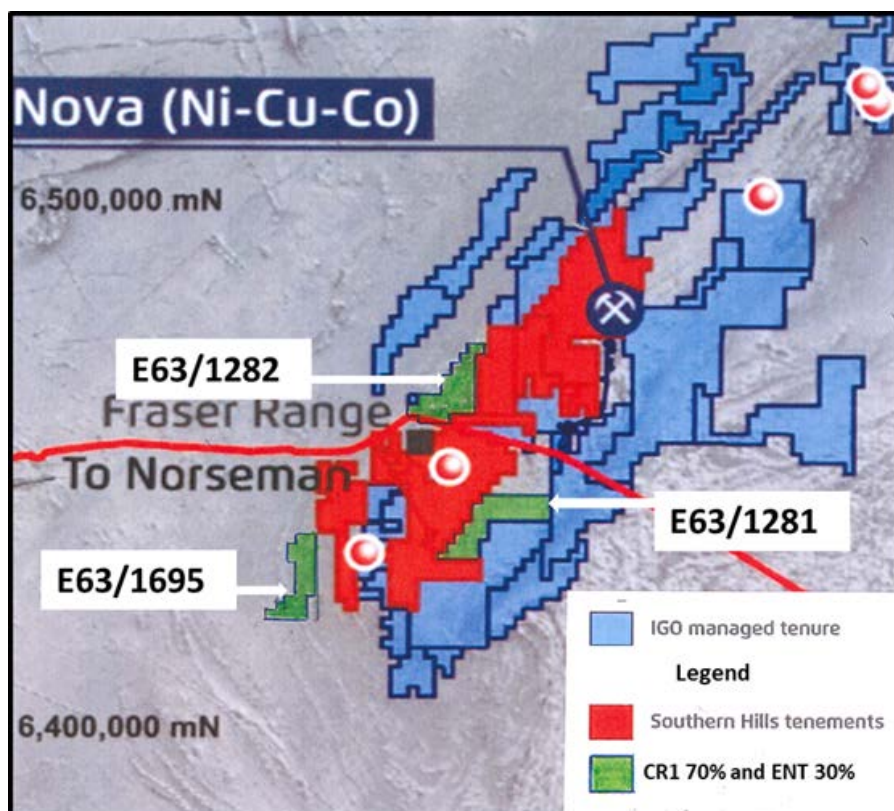 Nova (Ni-Cu-Co)
6,500,000 mN
E63/1282
Fraser Range
To Norseman
E63/1281
E63/1695
IGO managed tenure
Legend
Southern Hills tenements
6,400,000 mN
CR1 70% and ENT 30%